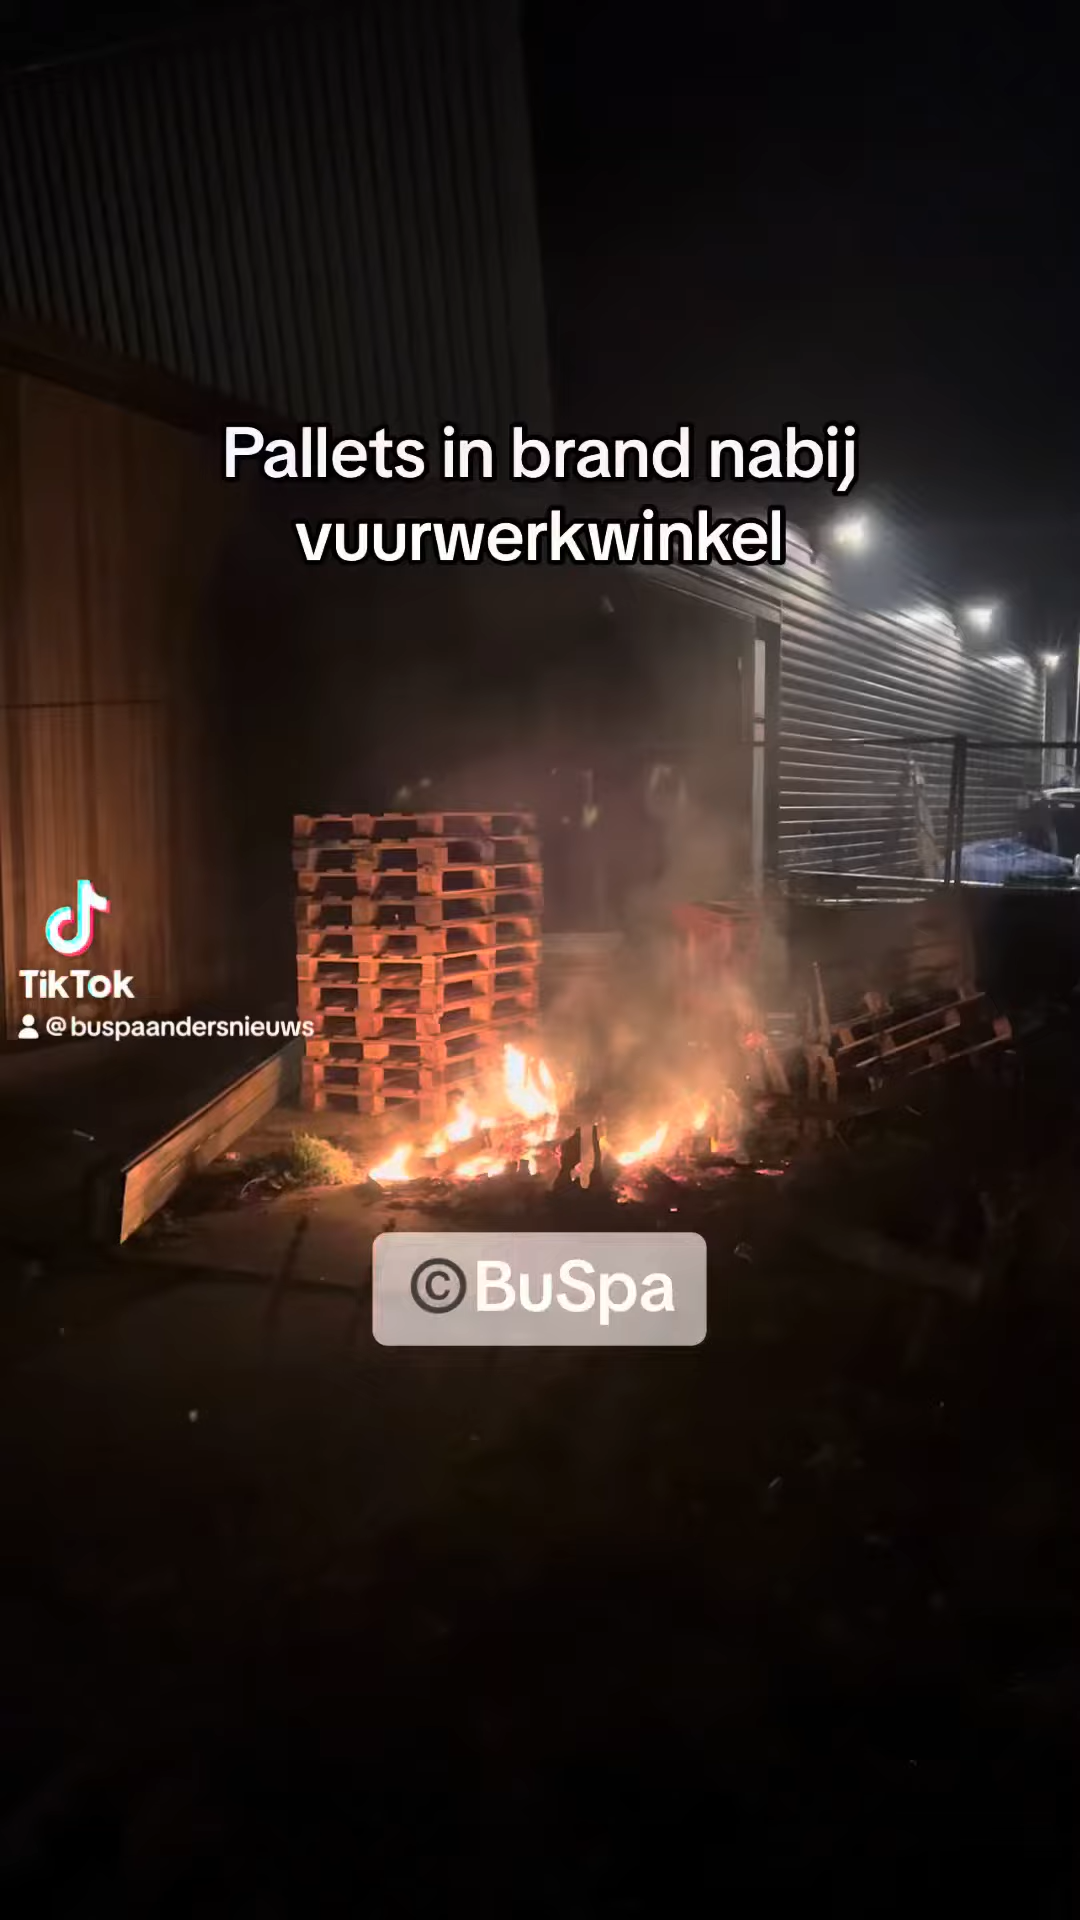 Pallets in brand nabij
vuurwerkwinkel
TikTok
@buspaandersnieuws
©BuSpa